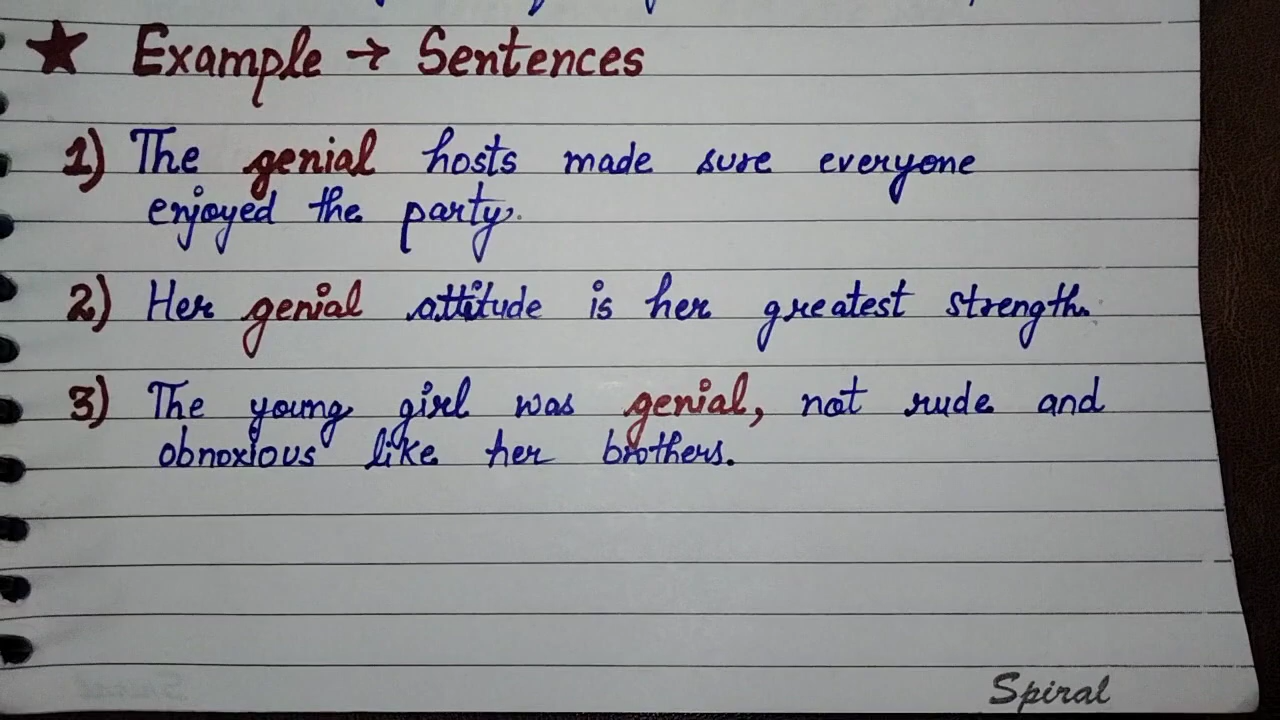 ★ Example → Sentences
1) The genial hosts made sure everyone
enjoyed the party.
2) Her genial attitude is her greatest strength.
3) The young girl was genial, not rude and
obnoxious like her brothers.
Spiral